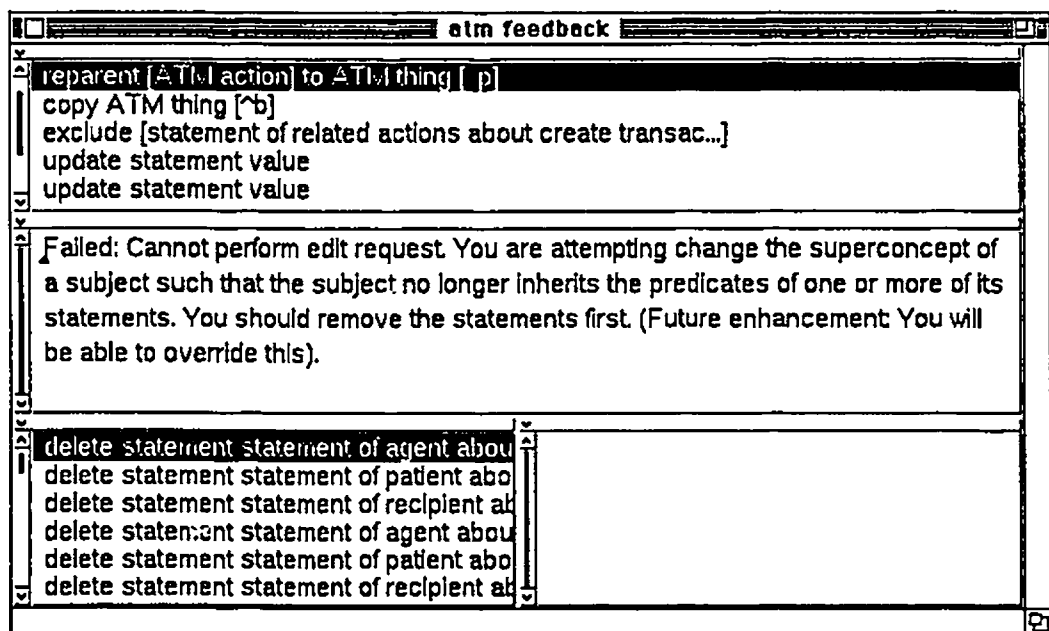 atm feedback
reparent [ATM action] to ATM thing [^p]
copy ATM thing [^b]
exclude [statement of related actions about create transac...]
update statement value
update statement value
Failed: Cannot perform edit request. You are attempting change the superconcept of
a subject such that the subject no longer inherits the predicates of one or more of its
statements. You should remove the statements first. (Future enhancement: You will
be able to override this).
delete statement statement of agent abou
delete statement statement of patient abo
delete statement statement of recipient ab
delete statement statement of agent abou
delete statement statement of patient abo
delete statement statement of recipient ab